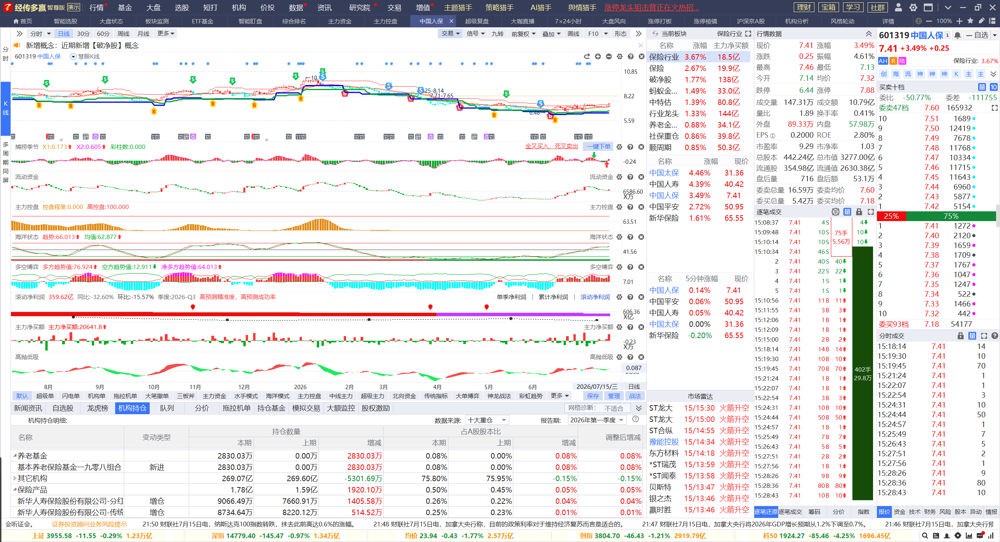 经传多赢 智尊版 演示 行情 基金 大盘 选股 短打 机构 价投 数据 资讯 研究院 交易 增值 主题猎手 策略猎手 AI猎手 舆情猎手 涨停龙头狙击营正在火热招... 理财 宝箱 学习 社群
首页 智能选股 大盘状态 板块监测 ETF基金 智能盯盘 综合排名 主力资金 主力控盘 中国人保 超级复盘 大咖直播 7×24小时 大盘风向 涨停打板 涨停棱镜 沪深京A股 机构分析 风格轮动 详情 100%
分时 日线 30分 60分 周线 月线 更多 交易 信号 九转 前复权 叠加 画线 F10 形态
新增概念：近期新增【破净股】概念
601319 中国人保 慧眼K线
分时
K线
多周期同屏
10.85
8.22
5.59
25-8.14
7.71-7.65
6.48
捕捞季节 X1:0.173 X2:0.605 彩柱数:0.000 金叉买入，死叉卖出 一键下单
-0.24
流动资金 流动资金
6586.60
X万
主力控盘 控盘程度:0.000 高控盘:100.000 主力控盘
63.51
海洋状态 趋势:66.013 均值:62.877 海洋状态
41.56
多空博弈 多方趋势值:76.924 空方趋势值:12.911 净多方趋势值:64.013 多空博弈
7.01
滚动净利润 359.62亿 同比:-32.60% 环比:-15.57% 季度:2026-Q3 高预测精准度，高预测成功率 单季净利润 累计净利润 滚动净利润
606.36
X亿
主力净买额 主力净买额:20641.8 主力净买额
-0.23
X万
高抛低吸 高抛低吸
0.087
8月 9月 10月 11月 12月 2026 2月 3月 4月 5月 6月 2026/07/15/三 日线
默认 超级单 闪电单 机构单 拖拉机单 大笔撤单 三板斧 主力资金 水手模式 海洋模式 主力控盘 中线主力 超级主力 北向资金 传统指标 大单博弈 神龙战法 彩虹趋势 更多 保存 管理 战法
新闻资讯 自选股 龙虎榜 机构持仓 队列 分价 拖拉机单 持仓基金 模拟交易 大额监控 股权激励 网格诊断： 不适合
机构持仓明细: 数据来源: 十大重仓 报告期: 2026年第一季度
名称 变动类型 持仓数量 占A股股本比 调整后增减
本期 上期 增减 本期 上期 增减
养老基金 2830.03万 0.00万 2830.03万 0.08% 0.00% 0.08% 0.08%
基本养老保险基金一九零八组合 新进 2830.03万 0.00万 2830.03万 0.08% 0.00% 0.08% 0.08%
其它机构 269.07亿 269.60亿 -5301.69万 75.80% 75.95% -0.15% -0.15%
保险产品 1.78亿 1.59亿 1920.10万 0.50% 0.45% 0.05% 0.05%
新华人寿保险股份有限公司-分红 增仓 9066.49万 7660.91万 1405.58万 0.26% 0.22% 0.04% 0.04%
新华人寿保险股份有限公司-传统 增仓 8734.64万 8220.12万 514.52万 0.25% 0.23% 0.01% 0.01%
当前板块 保险行业
名称 涨幅 主力净买额
保险行业 3.67% 18.5亿
保险 2.67% 19.9亿
破净股 1.77% 138亿
蚂蚁金... 1.49% 33.0亿
中特估 1.39% 80.8亿
行业龙头 1.33% 144亿
养老金... 0.88% 34.1亿
社保重仓 0.86% 39.8亿
顺周期 0.85% 50.3亿
名称 涨幅 现价
中国太保 4.46% 31.36
中国人寿 4.39% 40.42
中国人保 3.49% 7.41
中国平安 2.72% 50.95
新华保险 1.61% 65.55
名称 5分钟涨幅 现价
中国人保 0.14% 7.41
中国平安 0.06% 50.95
中国人寿 0.05% 40.42
中国太保 0.00% 31.36
新华保险 -0.20% 65.55
市场雷达
ST龙大 15/15:30 火箭升空
ST龙大 15/15:00 火箭升空
ST合纵 15/14:55 火箭升空
豫能控股 15/14:34 火箭升空
东方材料 15/14:18 火箭升空
*ST瑞茂 15/13:59 火箭升空
*ST闻泰 15/13:58 火箭升空
贝斯特 15/13:47 火箭升空
银之杰 15/13:46 火箭升空
赢时胜 15/13:46 火箭升空
行情数据
现价 7.41 涨幅 3.49%
涨跌 0.25 振幅 4.61%
最高 7.46 最低 7.13
今开 7.14 均价 7.32
跌停 6.44 涨停 7.88
成交量 147.31万 成交额 10.79亿
量比 1.89 换手率 0.41%
外盘 89.33万 内盘 57.98万
EPS① 0.2000 ROE 2.80%
市盈率 9.29 市净率 1.03
总股本 442.24亿 总市值 3277.00亿
流通股 354.98亿 流通值 2630.38亿
盘后量 716 盘后额 53.1万
委卖总量 16.59万 委卖均价 7.60
委买总量 5.42万 委买均价 7.18
逐笔成交 单 量
15:08:37 7.41 4 S 4
15:09:48 7.41 10 S 10
15:10:14 7.41 10 S 10
15:10:34 7.41 46 S
75手
5.56万
2 7.41 40 S 40
3 7.41 22 S 22
4 7.41 1 S 1
5 7.41 1 S 1
15:10:56 7.41 11 B 11
15:11:55 7.41 3 B 3
15:12:06 7.41 1 B 1
15:12:09 7.41 1 B 1
15:15:00 7.41 2 B 2
15:18:14 7.41 14 B 14
15:19:30 7.41 10 B 10
15:19:45 7.41 70 B 70
15:21:24 7.41 1 B 1
15:22:07 7.41 1 B 1
15:22:54 7.41 3 B 3
15:24:31 7.41 10 B 10
15:24:44 7.41 50 B 50
15:24:57 7.41 1 B 1
15:25:49 7.41 7 B 7
15:26:43 7.41 5 B 5
15:27:51 7.41 2 B 2
15:27:56 7.41 1 B 1
15:28:26 7.41 9 B 9
15:28:36 7.41 80 B 80
15:28:43 7.41 10 B 10
402手
29.8万
逐笔还原 逐笔成交 筹码 分价 指数
601319 中国人保 自选
7.41 +3.49% +0.25
AH R 陆 保险行业: 3.67%
创 海 流 神 神 神 K 主 主
买卖十档 量 10
委比 -50.77% 委差 -111755
委卖47档 7.60 165932
10 7.51 1689
9 7.50 12419
8 7.49 7678
7 7.48 11768
6 7.47 10334
5 7.46 11715
4 7.45 11643
3 7.44 6960
2 7.43 5877
1 7.42 5154
25% 75%
1 7.41 1272
2 7.40 2120
3 7.39 1659
4 7.38 1709
5 7.37 1767
6 7.36 1047
7 7.35 1247
8 7.34 522
9 7.33 1466
10 7.32 442
委买93档 7.18 54177
分时成交 量
15:18:14 7.41 14
15:19:30 7.41 10
15:19:45 7.41 70
15:21:24 7.41 1
15:22:07 7.41 1
15:22:54 7.41 3
15:24:31 7.41 10
15:24:44 7.41 50
15:24:57 7.41 1
15:25:49 7.41 7
15:26:43 7.41 5
15:27:51 7.41 2
15:27:56 7.41 1
15:28:26 7.41 9
15:28:36 7.41 80
15:28:43 7.41 10
报价 资金 技术 财务 风险 股本 异动 情报
会听证会。 证券投资顾问业务风险提示 21:50 财联社7月15日电，纳斯达克100指数转跌，抹去此前高达0.6%的涨幅。 21:48 财联社7月15日电，加拿大央行称，目前的政策利率对于维持经济复苏而言是适合的。 21:47 财联社7月15日电，加拿大央行将2026年GDP增长预期从1.2%下调至0.7%。 21:46 财联社7月15日电，加拿大央行预
上证 3955.58 -11.55 -0.29% 1.23万亿 深指 14779.40 -145.47 -0.97% 1.34万亿 均价 23.94 -0.43 -1.77% 2.57万亿 创指 3804.70 -46.43 -1.21% 2919.79亿 科50 1924.27 -85.46 -4.25% 1696.45亿